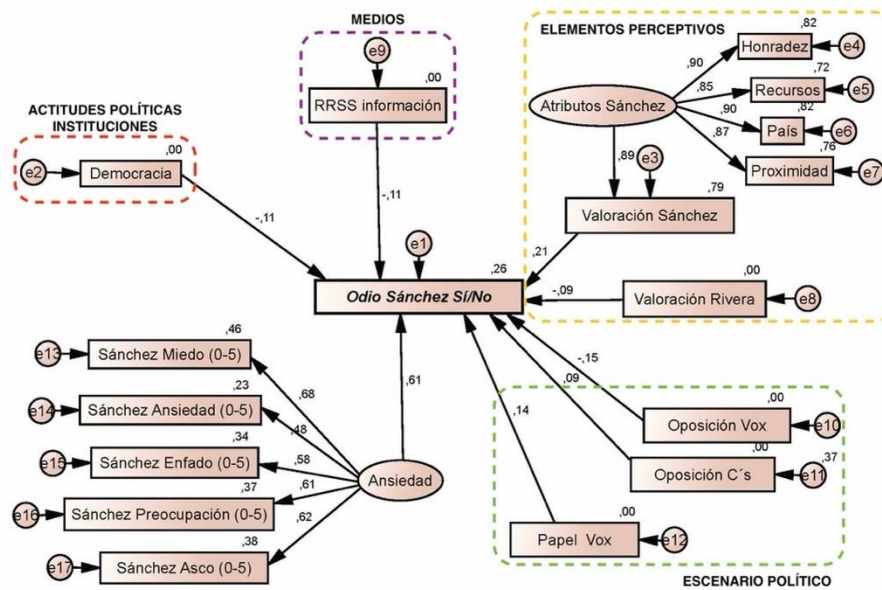 MEDIOS
e9
,00
RRSS información
-,11
ACTITUDES POLÍTICAS
INSTITUCIONES
,00
e2
Democracia
-,11
ELEMENTOS PERCEPTIVOS
,82
Honradez
e4
,90
,72
Recursos
e5
,85
Atributos Sánchez
,82
País
e6
,90
,76
Proximidad
e7
,87
,89
e3
,79
Valoración Sánchez
,21
,00
Valoración Rivera
e8
-,09
e1
,26
Odio Sánchez Sí/No
,46
e13
Sánchez Miedo (0-5)
,68
,23
e14
Sánchez Ansiedad (0-5)
,48
,34
e15
Sánchez Enfado (0-5)
,58
,37
e16
Sánchez Preocupación (0-5)
,61
,38
e17
Sánchez Asco (0-5)
,62
Ansiedad
,61
-,15
,09
,14
,00
Oposición Vox
e10
,00
Oposición C´s
e11
,37
,00
Papel Vox
e12
ESCENARIO POLÍTICO